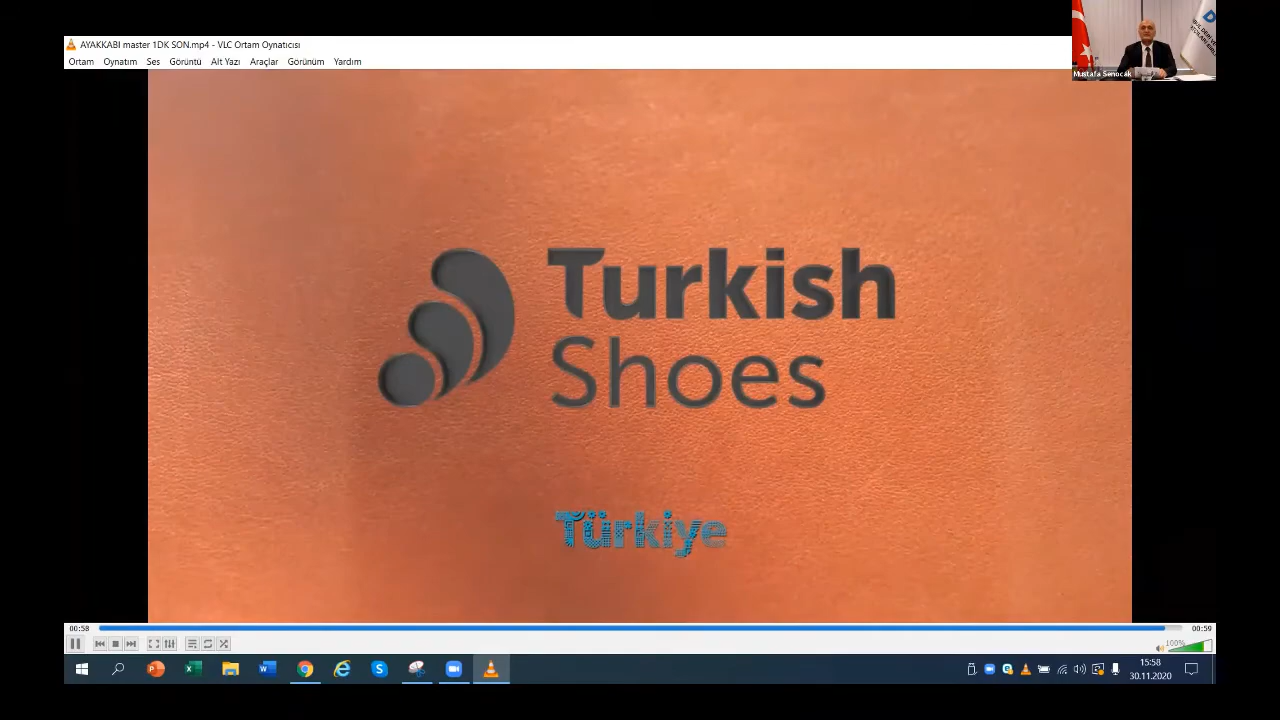 AYAKKABI master 1DK SON.mp4 - VLC Ortam Oynatıcısı
Ortam Oynatım Ses Görüntü Alt Yazı Araçlar Görünüm Yardım
Mustafa Senocak
Turkish
Shoes
Türkiye
00:58
00:59
100%
15:58
30.11.2020